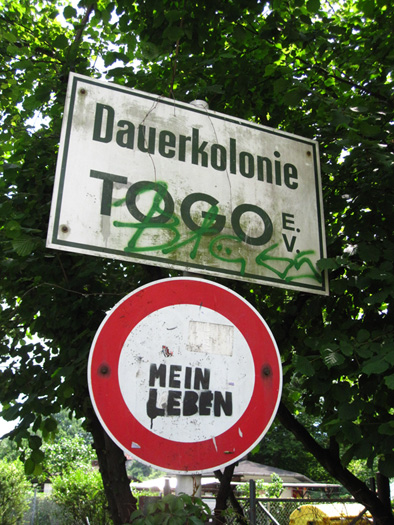 Dauerkolonie
TOGO E.
V.
MEIN
LEBEN